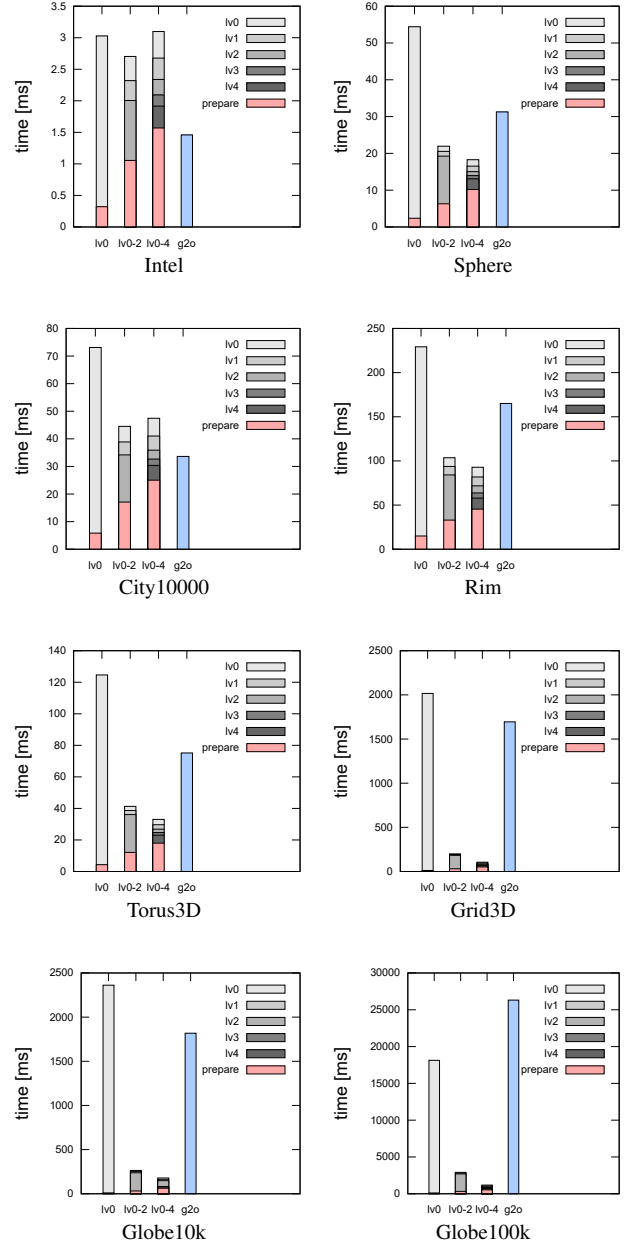 time [ms]
3.5
3
2.5
2
1.5
1
0.5
0
lv0
lv1
lv2
lv3
lv4
prepare
lv0 lv0-2 lv0-4 g2o
Intel
time [ms]
60
50
40
30
20
10
0
lv0
lv1
lv2
lv3
lv4
prepare
lv0 lv0-2 lv0-4 g2o
Sphere
time [ms]
80
70
60
50
40
30
20
10
0
lv0
lv1
lv2
lv3
lv4
prepare
lv0 lv0-2 lv0-4 g2o
City10000
time [ms]
250
200
150
100
50
0
lv0
lv1
lv2
lv3
lv4
prepare
lv0 lv0-2 lv0-4 g2o
Rim
time [ms]
140
120
100
80
60
40
20
0
lv0
lv1
lv2
lv3
lv4
prepare
lv0 lv0-2 lv0-4 g2o
Torus3D
time [ms]
2500
2000
1500
1000
500
0
lv0
lv1
lv2
lv3
lv4
prepare
lv0 lv0-2 lv0-4 g2o
Grid3D
time [ms]
2500
2000
1500
1000
500
0
lv0
lv1
lv2
lv3
lv4
prepare
lv0 lv0-2 lv0-4 g2o
Globe10k
time [ms]
30000
25000
20000
15000
10000
5000
0
lv0
lv1
lv2
lv3
lv4
prepare
lv0 lv0-2 lv0-4 g2o
Globe100k